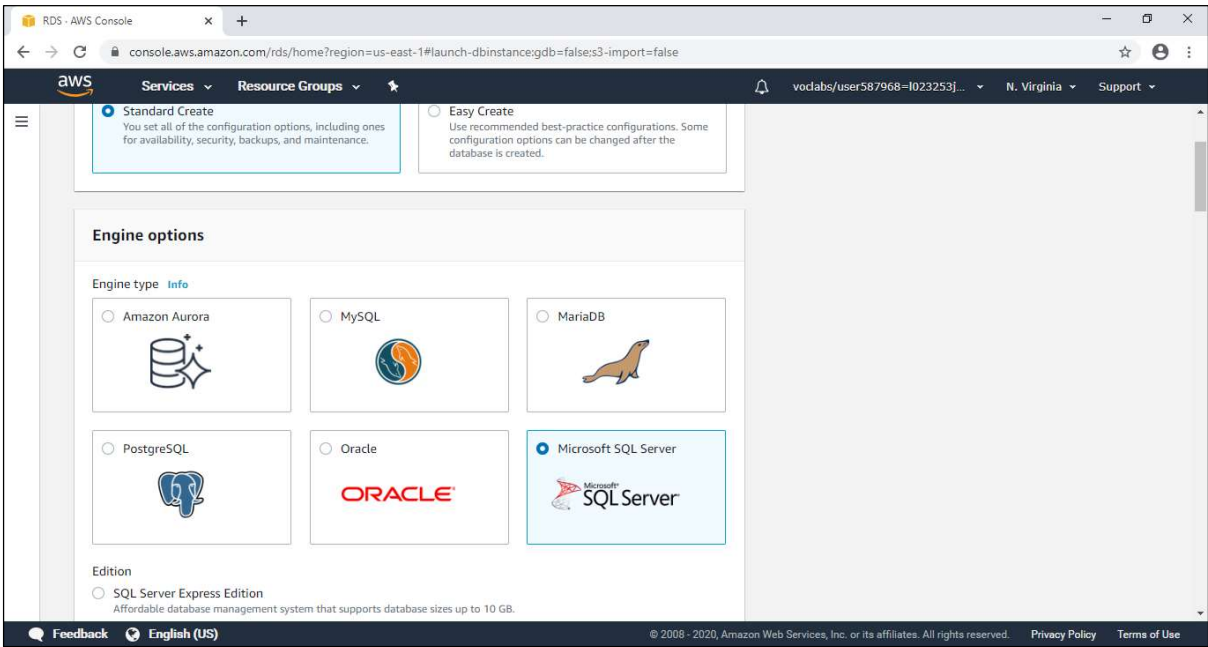 RDS · AWS Console
console.aws.amazon.com/rds/home?region=us-east-1#launch-dbinstance:gdb=false;s3-import=false
aws Services Resource Groups vocladbs/user587968=l023253j... N. Virginia Support
Standard Create
You set all of the configuration options, including ones
for availability, security, backups, and maintenance.
Easy Create
Use recommended best-practice configurations. Some
configuration options can be changed after the
database is created.
Engine options
Engine type Info
Amazon Aurora
MySQL
MariaDB
PostgreSQL
Oracle
ORACLE
Microsoft SQL Server
Microsoft
SQL Server
Edition
SQL Server Express Edition
Affordable database management system that supports database sizes up to 10 GB.
Feedback English (US) © 2008 - 2020, Amazon Web Services, Inc. or its affiliates. All rights reserved. Privacy Policy Terms of Use